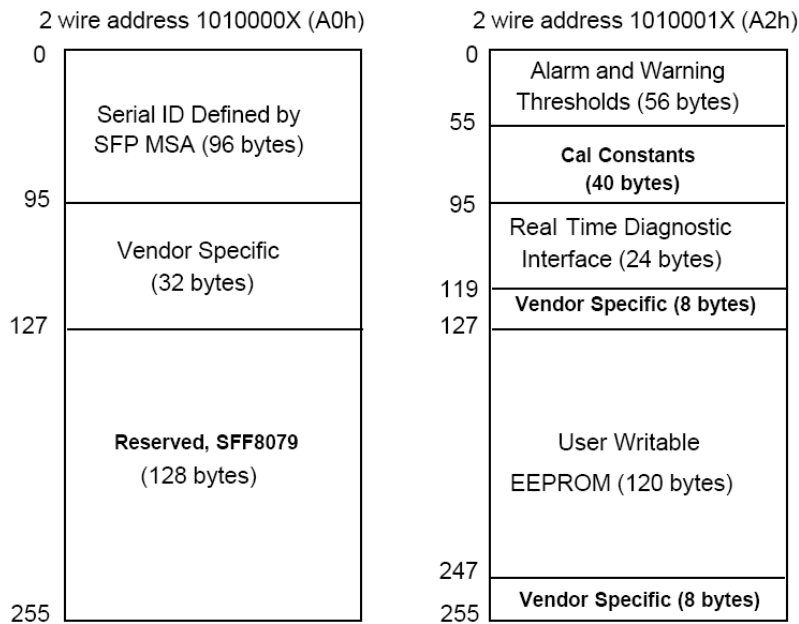 2 wire address 1010000X (A0h)
0
Serial ID Defined by
SFP MSA (96 bytes)
95
Vendor Specific
(32 bytes)
127
Reserved, SFF8079
(128 bytes)
255
2 wire address 1010001X (A2h)
0
Alarm and Warning
Thresholds (56 bytes)
55
Cal Constants
(40 bytes)
95
Real Time Diagnostic
Interface (24 bytes)
119
Vendor Specific (8 bytes)
127
User Writable
EEPROM (120 bytes)
247
Vendor Specific (8 bytes)
255